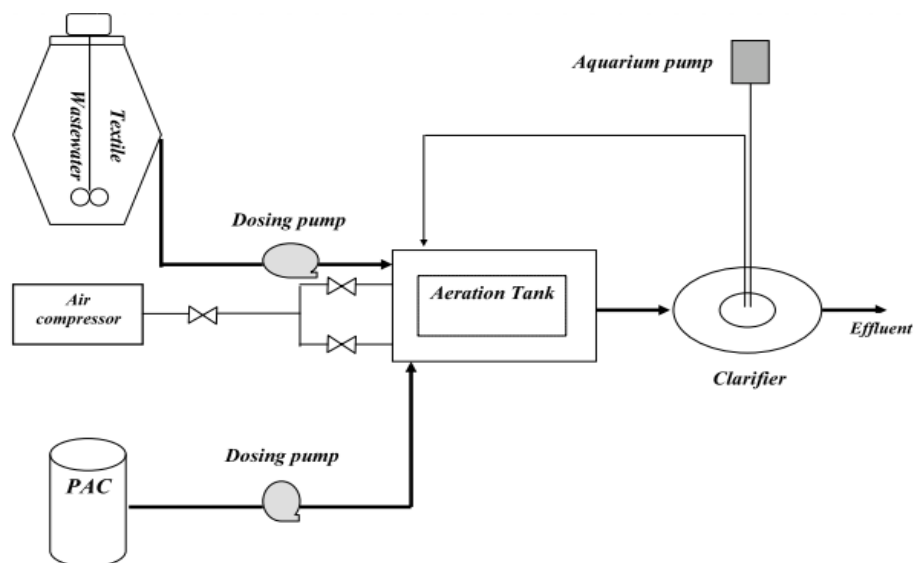 Aquarium pump
Textile
Wastewater
Dosing pump
Air
compressor
Aeration Tank
Effluent
Clarifier
Dosing pump
PAC